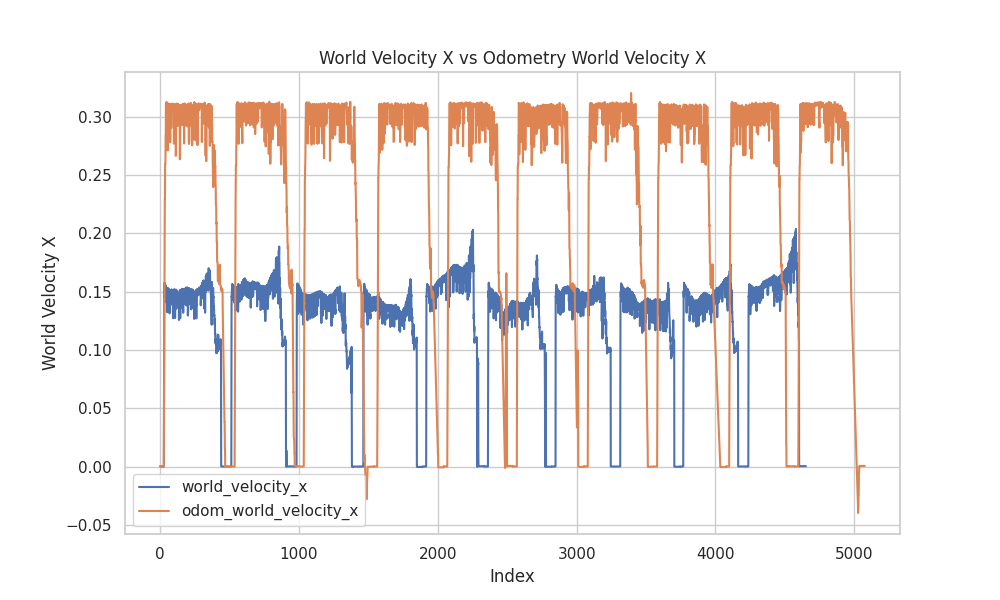 World Velocity X vs Odometry World Velocity X
0.30
0.25
0.20
0.15
0.10
0.05
0.00
−0.05
World Velocity X
world_velocity_x
odom_world_velocity_x
0 1000 2000 3000 4000 5000
Index